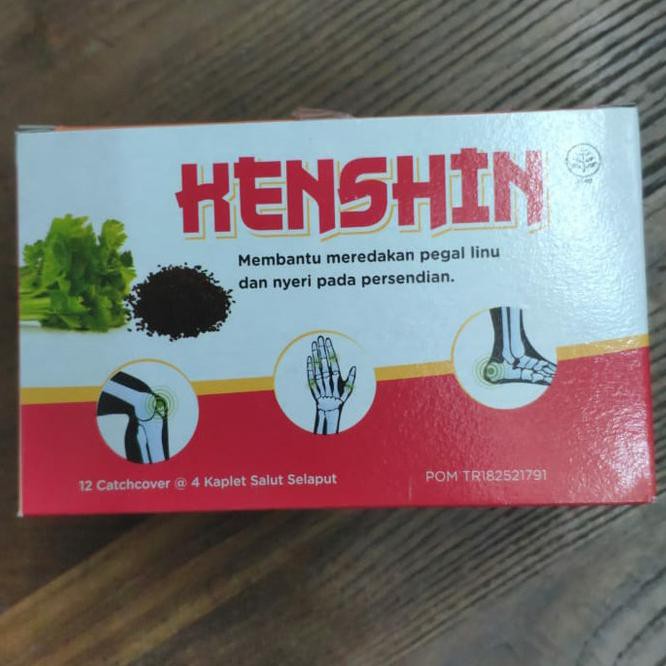 KENSHIN
Membantu meredakan pegal linu
dan nyeri pada persendian.
12 Catchcover @ 4 Kaplet Salut Selaput
POM TR182521791